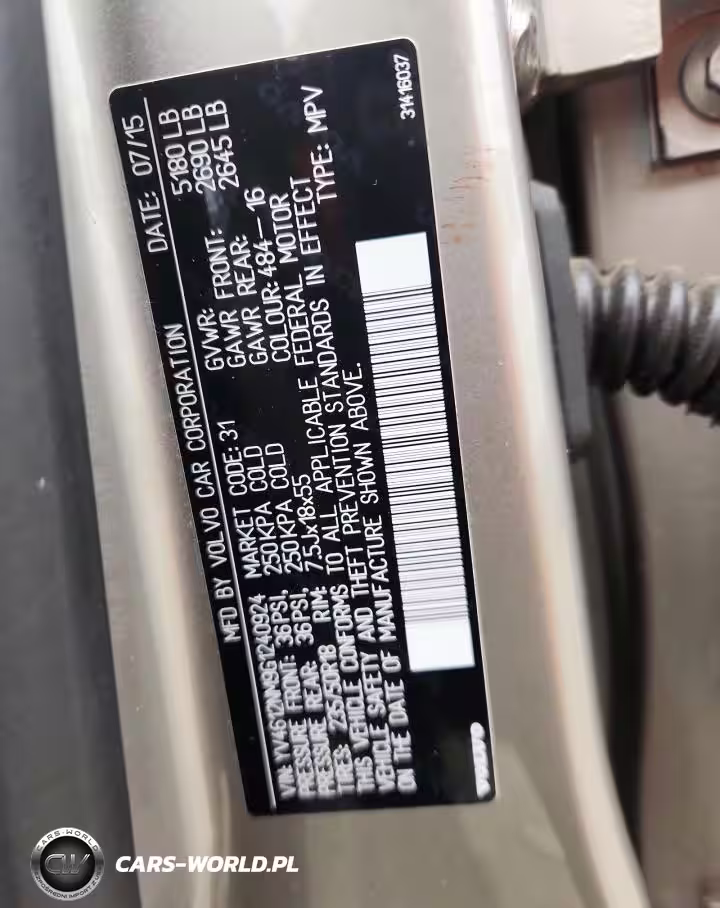 MFD BY VOLVO CAR CORPORATION DATE: 07/15
VIN: YV4612NM9G1240924 MARKET CODE: 31 GVWR: 5180 LB
PRESSURE FRONT: 36PSI, 250KPA COLD GAWR FRONT: 2690 LB
PRESSURE REAR: 36PSI, 250KPA COLD GAWR REAR: 2645 LB
TIRES: 235/50R18 RIM: 7.5Jx18x55 COLOUR: 484-16
THIS VEHICLE CONFORMS TO ALL APPLICABLE FEDERAL MOTOR
VEHICLE SAFETY AND THEFT PREVENTION STANDARDS IN EFFECT
ON THE DATE OF MANUFACTURE SHOWN ABOVE. TYPE: MPV
VOLVO 31416037
CARS-WORLD
CW
CARS-WORLD.PL